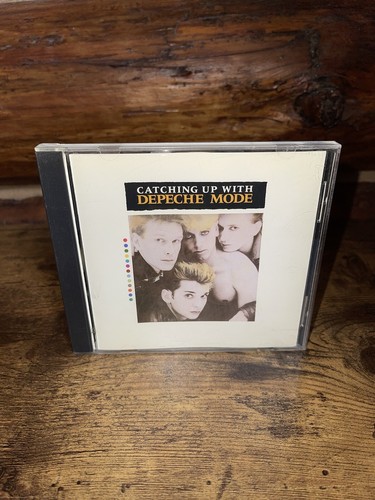 CATCHING UP WITH
DEPECHE MODE